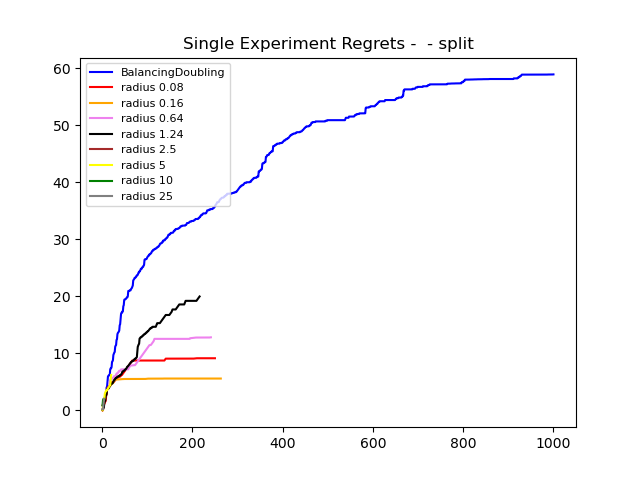 Single Experiment Regrets -  - split
60
50
40
30
20
10
0
BalancingDoubling
radius 0.08
radius 0.16
radius 0.64
radius 1.24
radius 2.5
radius 5
radius 10
radius 25
0 200 400 600 800 1000